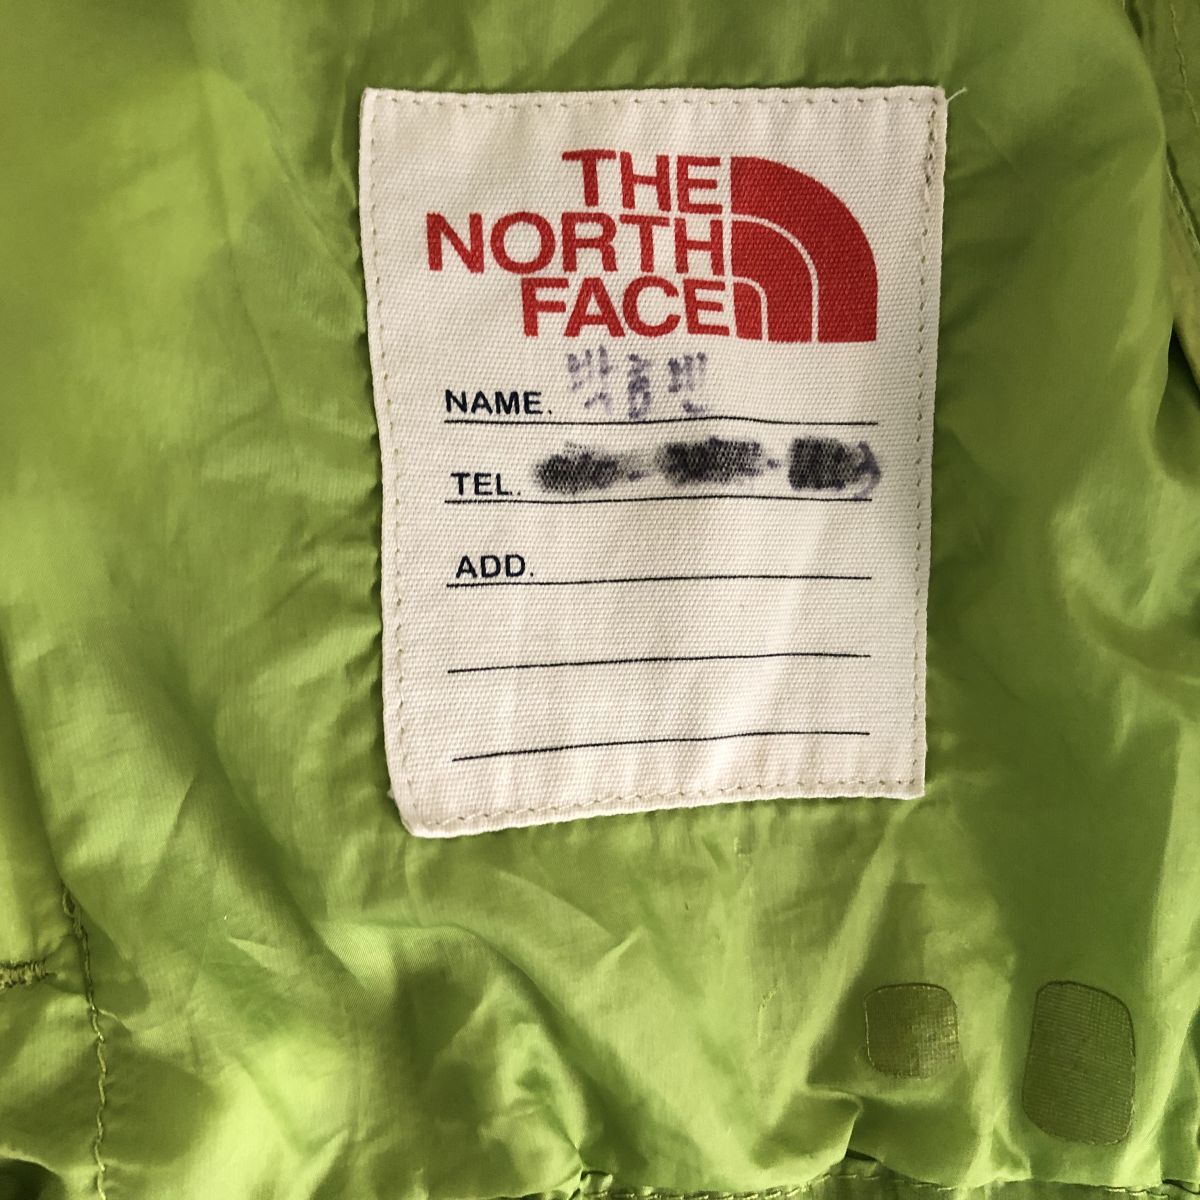 THE
NORTH
FACE
NAME.
TEL.
ADD.